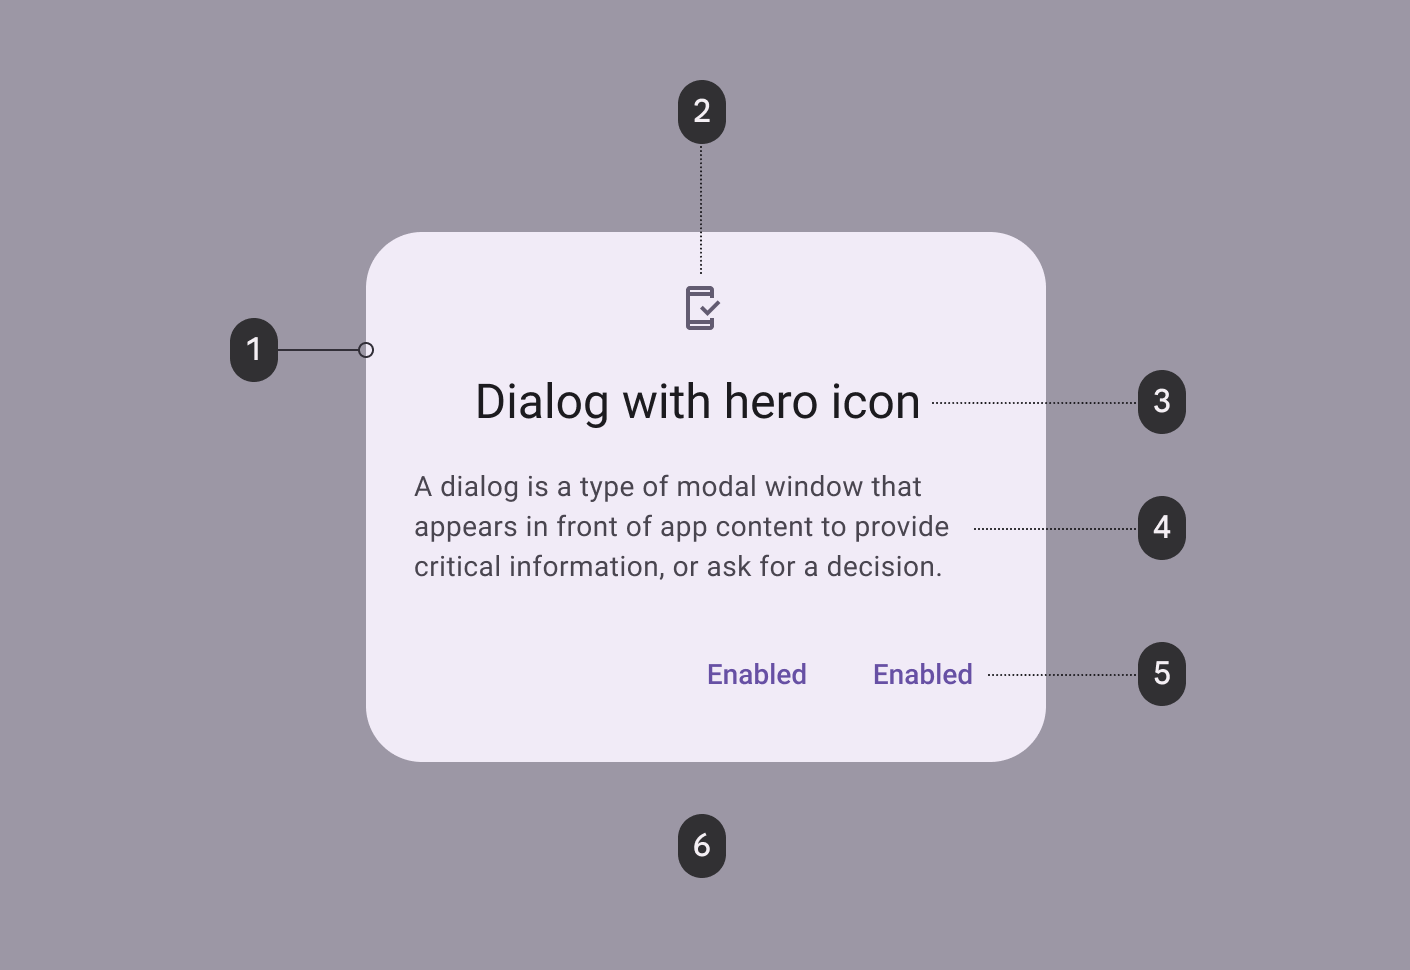 2
1
Dialog with hero icon
3
A dialog is a type of modal window that
appears in front of app content to provide
critical information, or ask for a decision.
4
Enabled Enabled
5
6